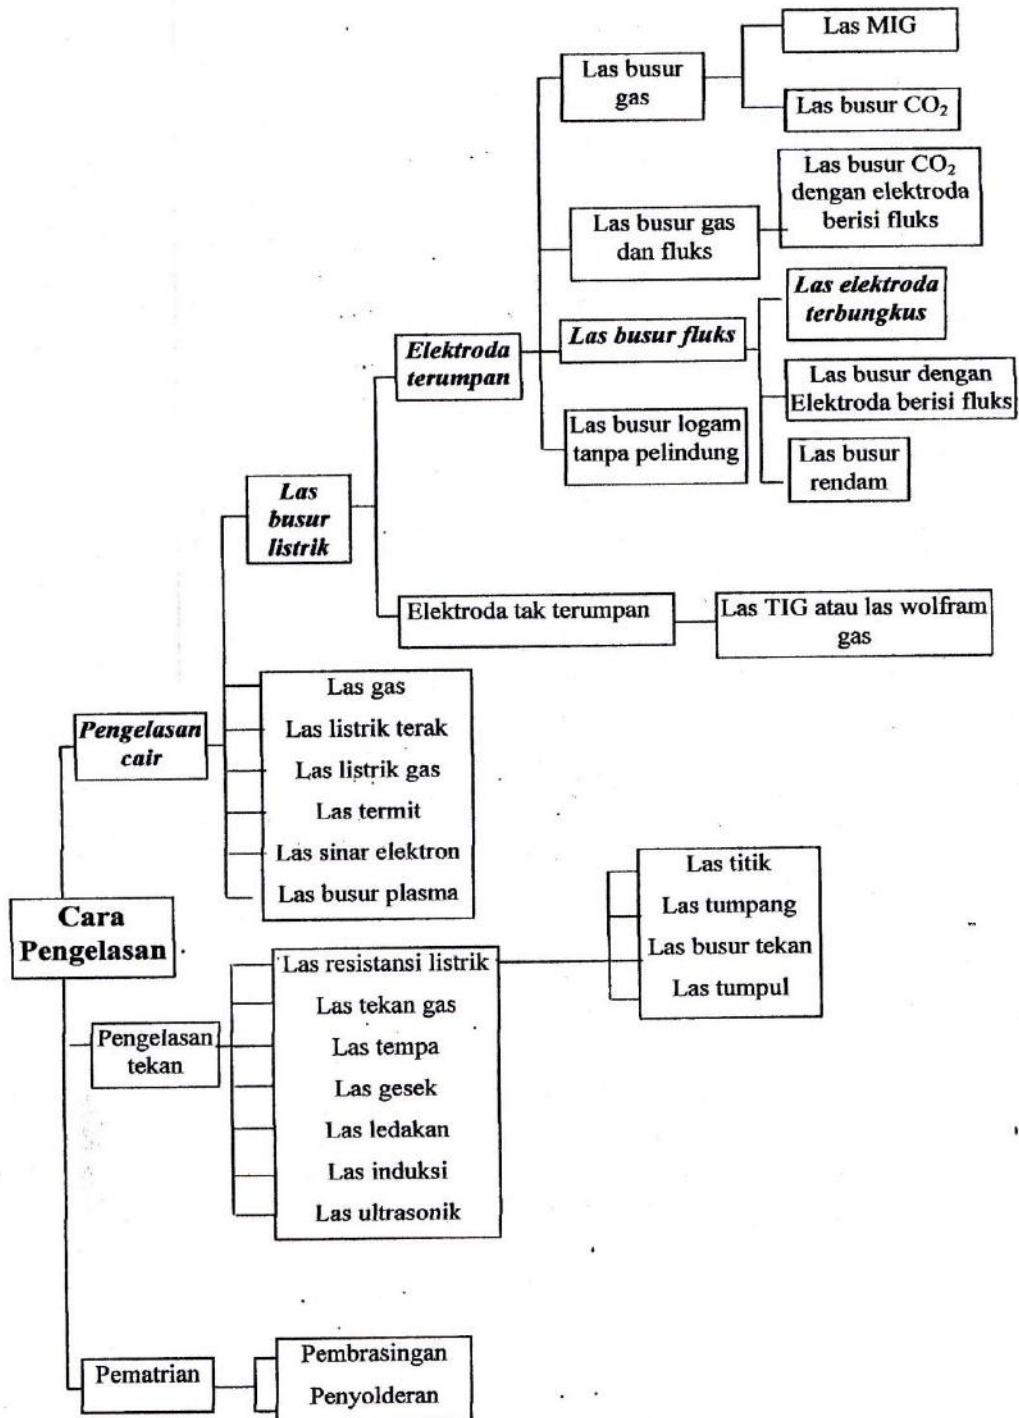 Las MIG
Las busur
gas
Las busur CO₂
Las busur CO₂
dengan elektroda
berisi fluks
Las busur gas
dan fluks
Las elektroda
terbungkus
Elektroda
terumpan
Las busur fluks
Las busur dengan
Elektroda berisi fluks
Las busur logam
tanpa pelindung
Las busur
rendam
Las
busur
listrik
Elektroda tak terumpan
Las TIG atau las wolfram
gas
Pengelasan
cair
Las gas
Las listrik terak
Las listrik gas
Las termit
Las sinar elektron
Las busur plasma
Cara
Pengelasan
Las titik
Las tumpang
Las busur tekan
Las tumpul
Pengelasan
tekan
Las resistansi listrik
Las tekan gas
Las tempa
Las gesek
Las ledakan
Las induksi
Las ultrasonik
Pematrian
Pembrasingan
Penyolderan